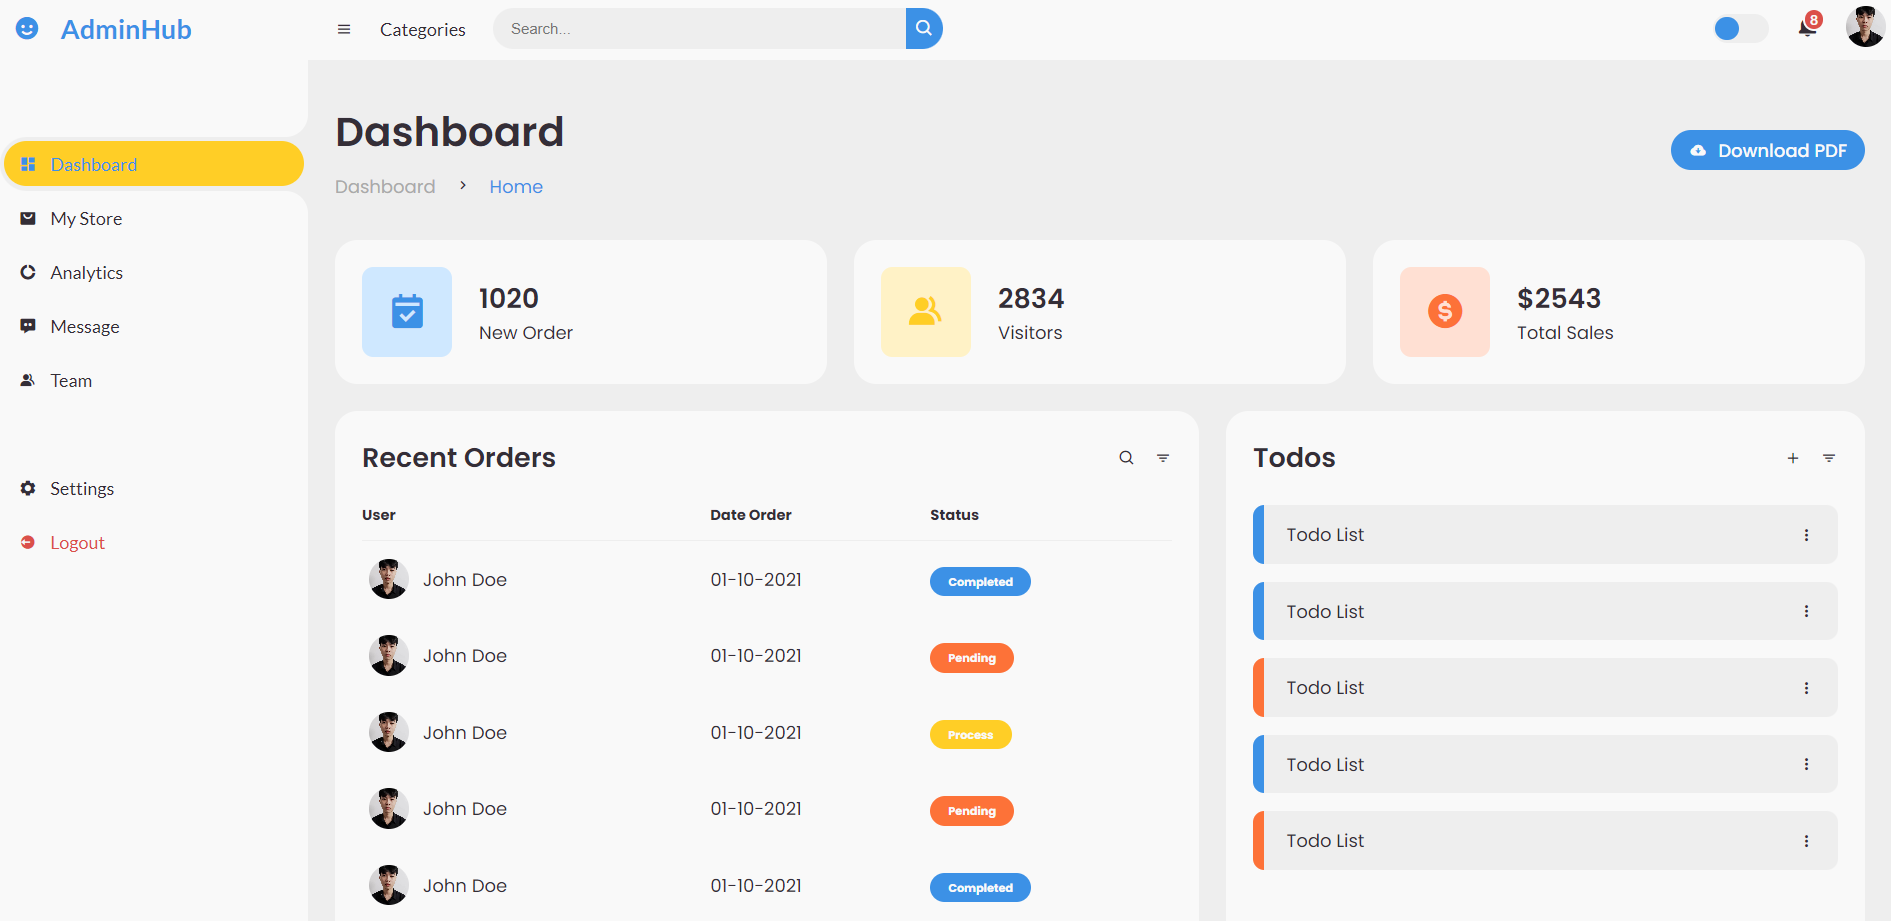 AdminHub
Categories
Search...
8
Dashboard
My Store
Analytics
Message
Team
Settings
Logout
Dashboard
Dashboard > Home
Download PDF
1020
New Order
2834
Visitors
$2543
Total Sales
Recent Orders
User Date Order Status
John Doe 01-10-2021 Completed
John Doe 01-10-2021 Pending
John Doe 01-10-2021 Process
John Doe 01-10-2021 Pending
John Doe 01-10-2021 Completed
Todos
Todo List
Todo List
Todo List
Todo List
Todo List